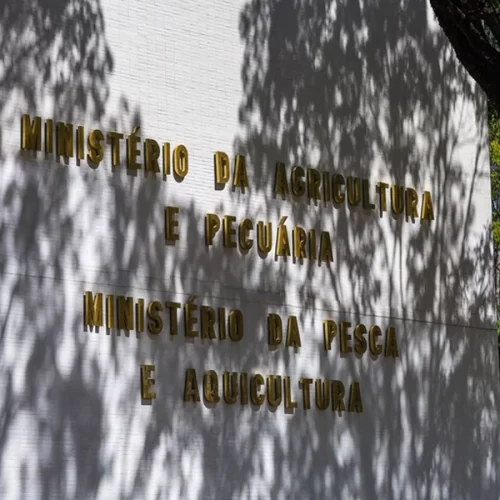 MINISTÉRIO DA AGRICULTURA
E PECUÁRIA
MINISTÉRIO DA PESCA
E AQUICULTURA